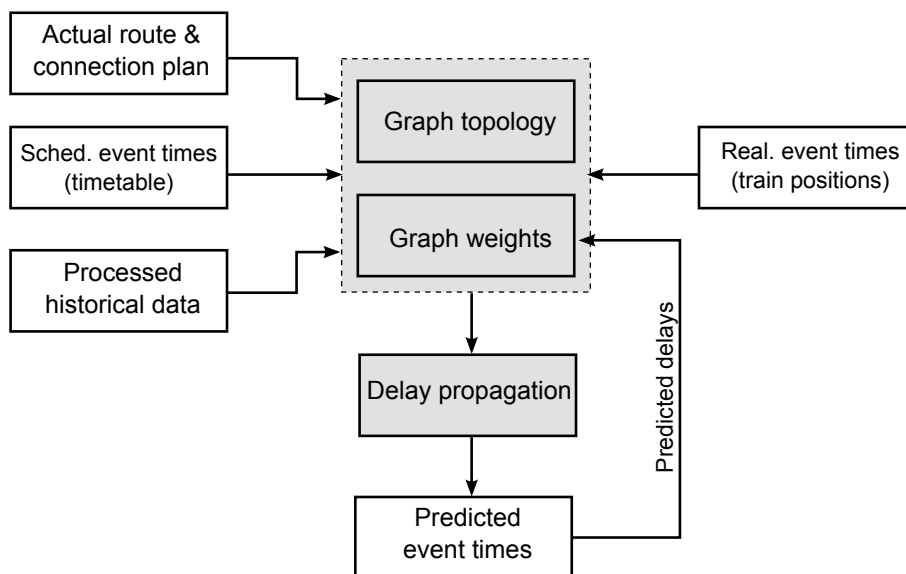 Actual route &
connection plan
Graph topology
Sched. event times
(timetable)
Real. event times
(train positions)
Graph weights
Processed
historical data
Predicted delays
Delay propagation
Predicted
event times